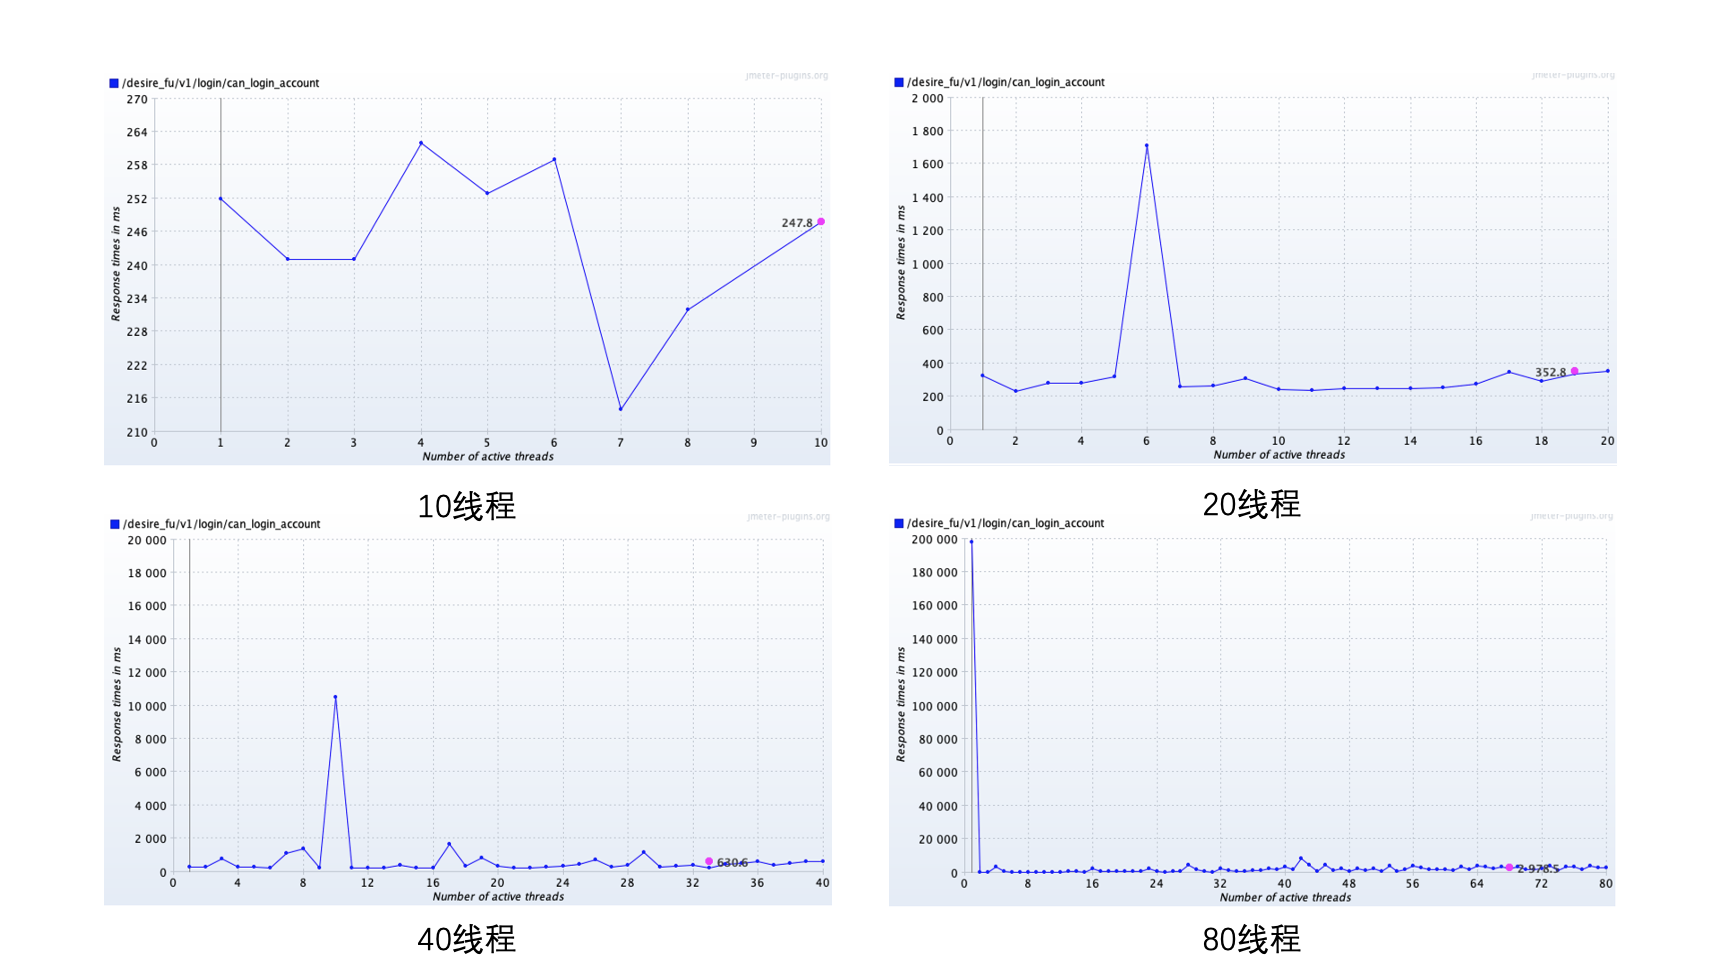 jmeter-plugins.org
/desire_fu/v1/login/can_login_account
270
264
258
252
246
240
234
228
222
216
210
Response times in ms
247.8
0 1 2 3 4 5 6 7 8 9 10
Number of active threads
10线程
jmeter-plugins.org
/desire_fu/v1/login/can_login_account
2 000
1 800
1 600
1 400
1 200
1 000
800
600
400
200
0
Response times in ms
352.8
0 2 4 6 8 10 12 14 16 18 20
Number of active threads
20线程
jmeter-plugins.org
/desire_fu/v1/login/can_login_account
20 000
18 000
16 000
14 000
12 000
10 000
8 000
6 000
4 000
2 000
0
Response times in ms
630.6
0 4 8 12 16 20 24 28 32 36 40
Number of active threads
40线程
jmeter-plugins.org
/desire_fu/v1/login/can_login_account
200 000
180 000
160 000
140 000
120 000
100 000
80 000
60 000
40 000
20 000
0
Response times in ms
2 978.5
0 8 16 24 32 40 48 56 64 72 80
Number of active threads
80线程